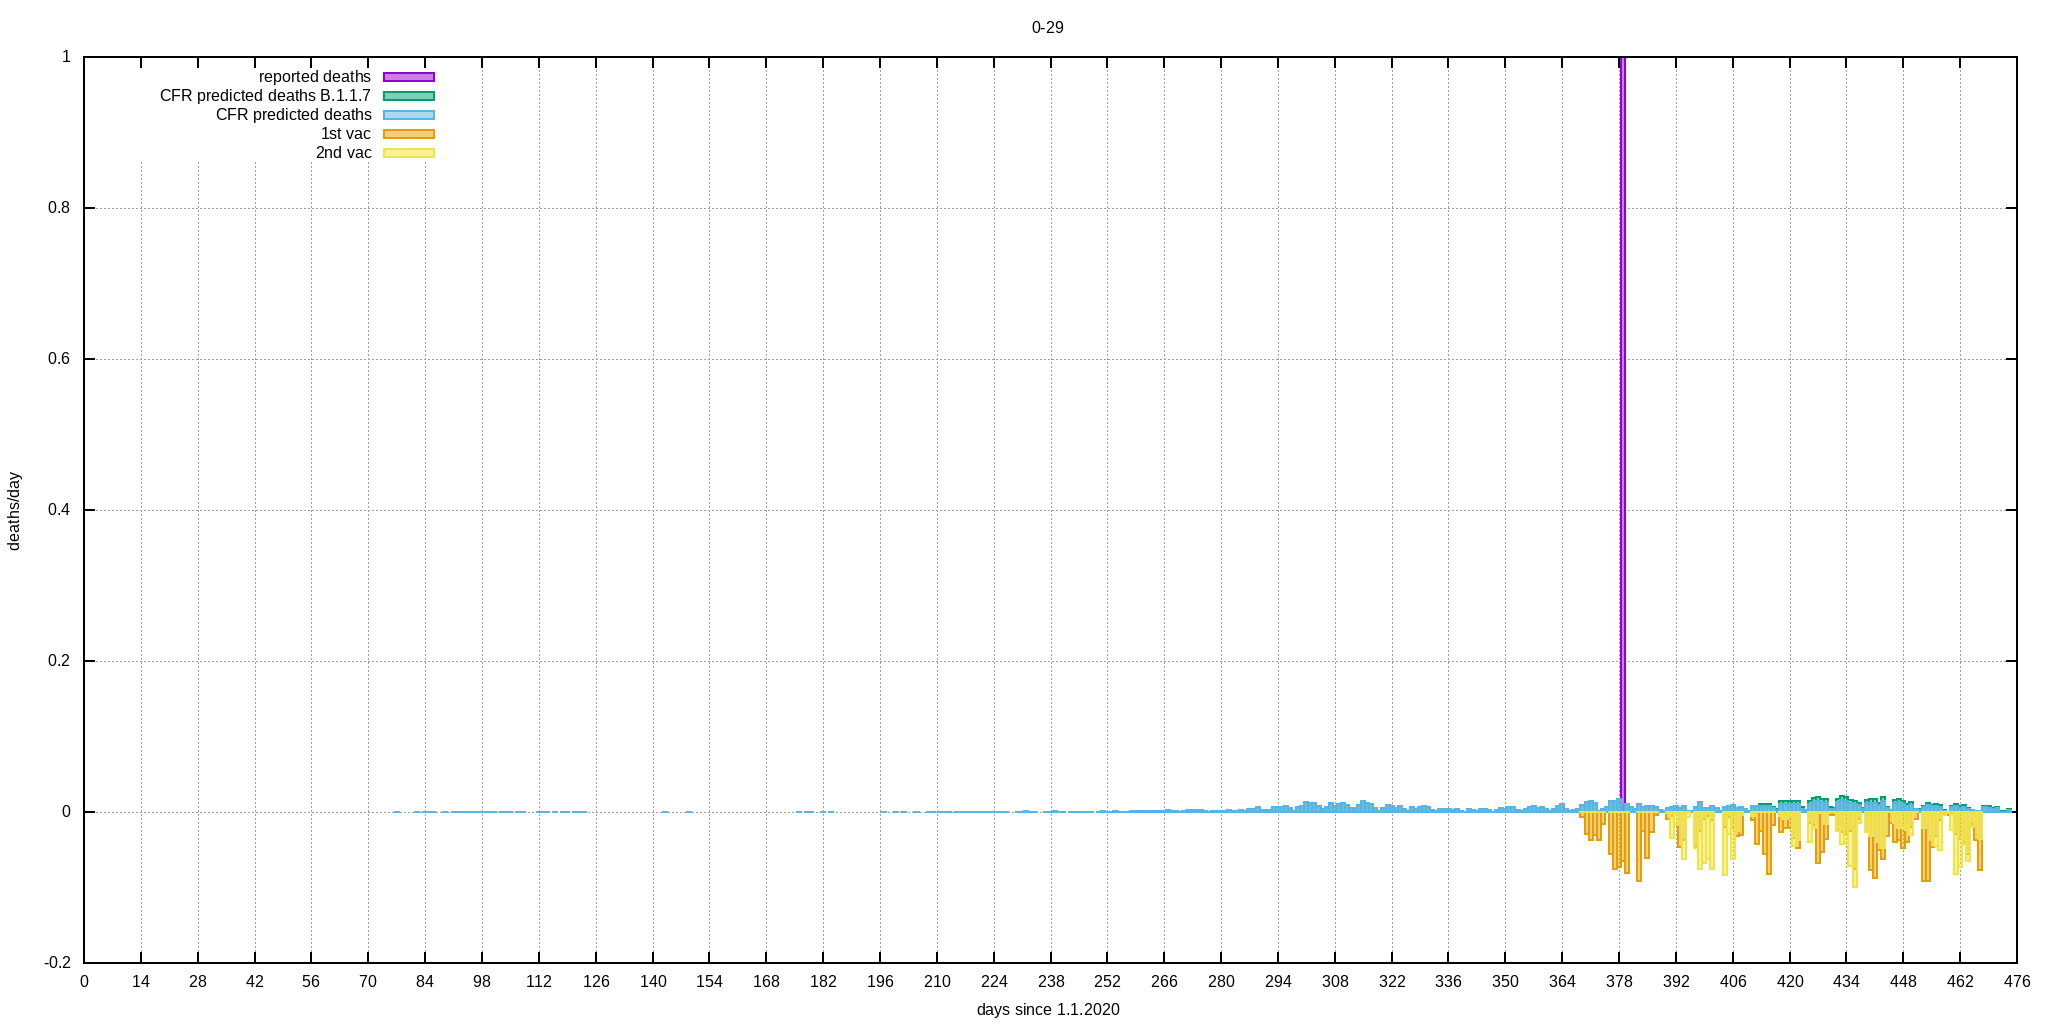 0-29
1
0.8
0.6
0.4
0.2
0
-0.2
deaths/day
reported deaths
CFR predicted deaths B.1.1.7
CFR predicted deaths
1st vac
2nd vac
0 14 28 42 56 70 84 98 112 126 140 154 168 182 196 210 224 238 252 266 280 294 308 322 336 350 364 378 392 406 420 434 448 462 476
days since 1.1.2020